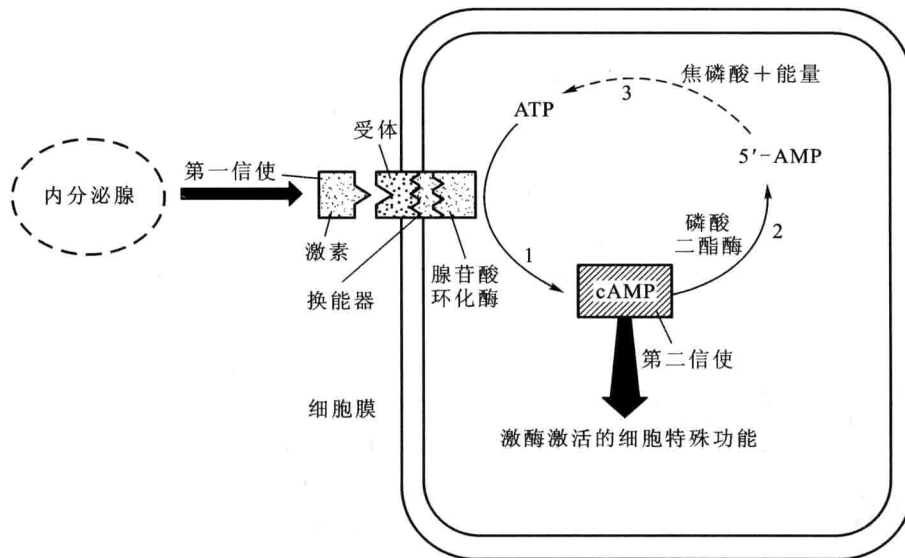 焦磷酸+能量
3
ATP
受体
5′-AMP
第一信使
内分泌腺
磷酸
二酯酶
2
激素
1
腺苷酸
环化酶
cAMP
换能器
第二信使
细胞膜
激酶激活的细胞特殊功能